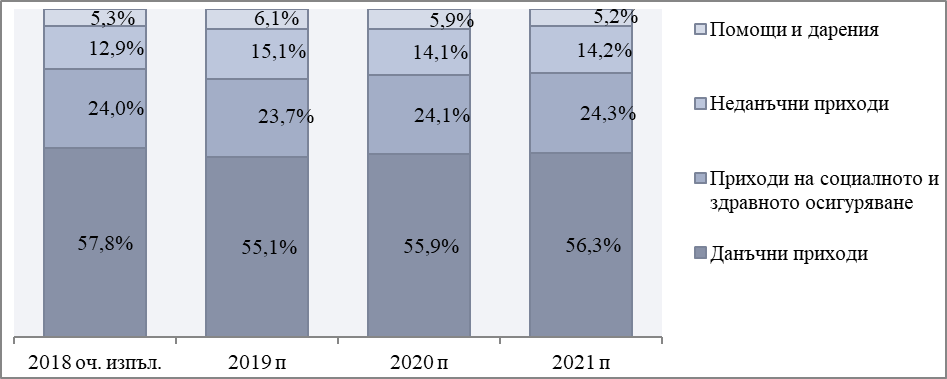 5,3% 6,1% 5,9% 5,2%
12,9% 15,1% 14,1% 14,2%
24,0% 23,7% 24,1% 24,3%
57,8% 55,1% 55,9% 56,3%
2018 оч. изпъл. 2019 п 2020 п 2021 п
Помощи и дарения
Неданъчни приходи
Приходи на социалното и
здравното осигуряване
Данъчни приходи